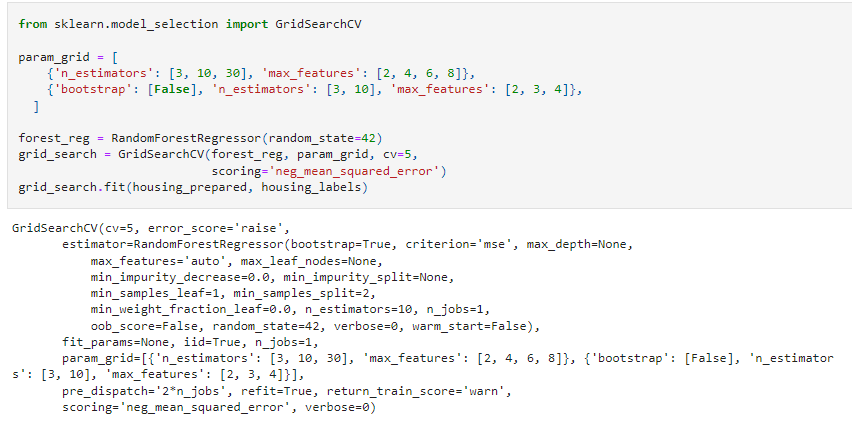 from sklearn.model_selection import GridSearchCV
param_grid = [
{'n_estimators': [3, 10, 30], 'max_features': [2, 4, 6, 8]},
{'bootstrap': [False], 'n_estimators': [3, 10], 'max_features': [2, 3, 4]},
]
forest_reg = RandomForestRegressor(random_state=42)
grid_search = GridSearchCV(forest_reg, param_grid, cv=5,
scoring='neg_mean_squared_error')
grid_search.fit(housing_prepared, housing_labels)
GridSearchCV(cv=5, error_score='raise',
estimator=RandomForestRegressor(bootstrap=True, criterion='mse', max_depth=None,
max_features='auto', max_leaf_nodes=None,
min_impurity_decrease=0.0, min_impurity_split=None,
min_samples_leaf=1, min_samples_split=2,
min_weight_fraction_leaf=0.0, n_estimators=10, n_jobs=1,
oob_score=False, random_state=42, verbose=0, warm_start=False),
fit_params=None, iid=True, n_jobs=1,
param_grid=[{'n_estimators': [3, 10, 30], 'max_features': [2, 4, 6, 8]}, {'bootstrap': [False], 'n_estimator
s': [3, 10], 'max_features': [2, 3, 4]}],
pre_dispatch='2*n_jobs', refit=True, return_train_score='warn',
scoring='neg_mean_squared_error', verbose=0)